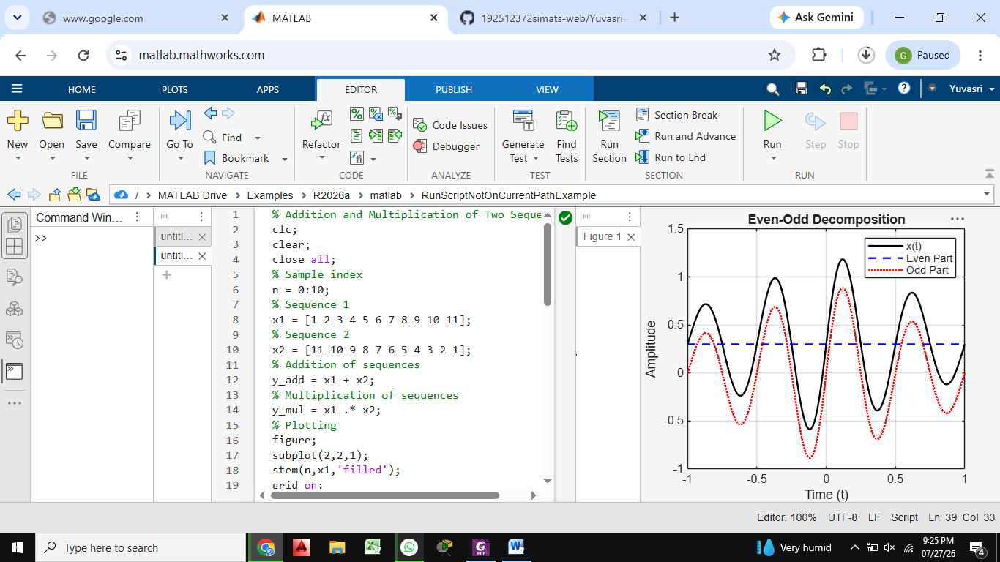 www.google.com
MATLAB
192512372simats-web/Yuvasri-
Ask Gemini
matlab.mathworks.com
G Paused
HOME PLOTS APPS EDITOR PUBLISH VIEW
Yuvasri
New Open Save Compare
FILE
Go To
Find
Bookmark
NAVIGATE
Refactor
CODE
Code Issues
Debugger
ANALYZE
Generate Test
Find Tests
TEST
Run Section
Section Break
Run and Advance
Run to End
SECTION
Run Step Stop
RUN
/ > MATLAB Drive > Examples > R2026a > matlab > RunScriptNotOnCurrentPathExample
Command Win...
>>
untitl...
untitl...
1 % Addition and Multiplication of Two Seque
2 clc;
3 clear;
4 close all;
5 % Sample index
6 n = 0:10;
7 % Sequence 1
8 x1 = [1 2 3 4 5 6 7 8 9 10 11];
9 % Sequence 2
10 x2 = [11 10 9 8 7 6 5 4 3 2 1];
11 % Addition of sequences
12 y_add = x1 + x2;
13 % Multiplication of sequences
14 y_mul = x1 .* x2;
15 % Plotting
16 figure;
17 subplot(2,2,1);
18 stem(n,x1,'filled');
19 grid on;
Figure 1
Even-Odd Decomposition
x(t)
Even Part
Odd Part
1.5
1
0.5
0
-0.5
-1
Amplitude
-1 -0.5 0 0.5 1
Time (t)
Editor: 100% UTF-8 LF Script Ln 39 Col 33
Type here to search
Very humid
9:25 PM
07/27/26
4